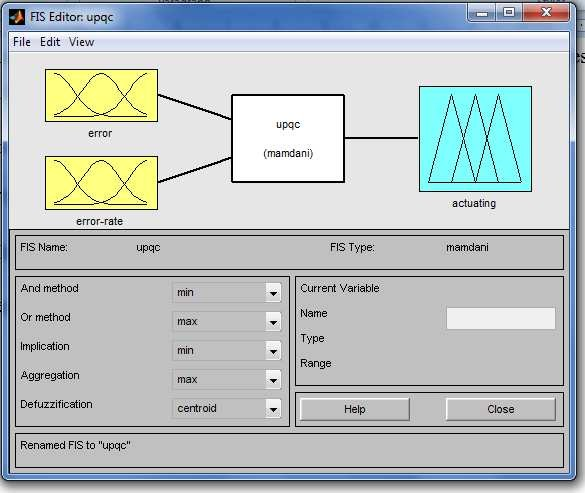 FIS Editor: upqc
File Edit View
error
error-rate
upqc
(mamdani)
actuating
FIS Name: upqc FIS Type: mamdani
And method min
Or method max
Implication min
Aggregation max
Defuzzification centroid
Current Variable
Name
Type
Range
Help Close
Renamed FIS to "upqc"